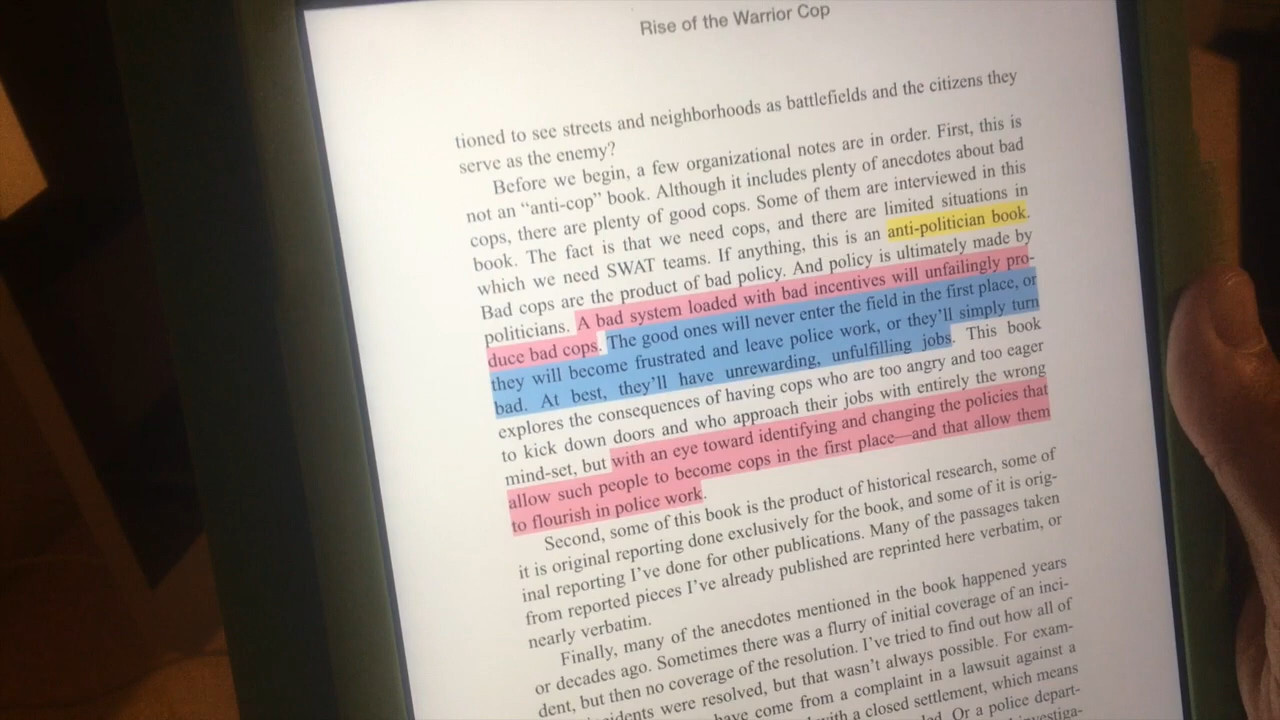 Rise of the Warrior Cop
tioned to see streets and neighborhoods as battlefields and the citizens they
serve as the enemy?
Before we begin, a few organizational notes are in order. First, this is
not an “anti-cop” book. Although it includes plenty of anecdotes about bad
cops, there are plenty of good cops. Some of them are interviewed in this
book. The fact is that we need cops, and there are limited situations in
which we need SWAT teams. If anything, this is an anti-politician book.
Bad cops are the product of bad policy. And policy is ultimately made by
politicians. A bad system loaded with bad incentives will unfailingly pro-
duce bad cops. The good ones will never enter the field in the first place, or
they will become frustrated and leave police work, or they’ll simply turn
bad. At best, they’ll have unrewarding, unfulfilling jobs. This book
explores the consequences of having cops who are too angry and too eager
to kick down doors and who approach their jobs with entirely the wrong
mind-set, but with an eye toward identifying and changing the policies that
allow such people to become cops in the first place—and that allow them
to flourish in police work.
Second, some of this book is the product of historical research, some of
it is original reporting done exclusively for the book, and some of it is orig-
inal reporting I’ve done for other publications. Many of the passages taken
from reported pieces I’ve already published are reprinted here verbatim, or
nearly verbatim.
Finally, many of the anecdotes mentioned in the book happened years
or decades ago. Sometimes there was a flurry of initial coverage of an inci-
dent, but then no coverage of the resolution. I’ve tried to find out how all of
were resolved, but that wasn’t always possible. For exam-
have come from a complaint in a lawsuit against a
with a closed settlement, which means
Or a police depart-